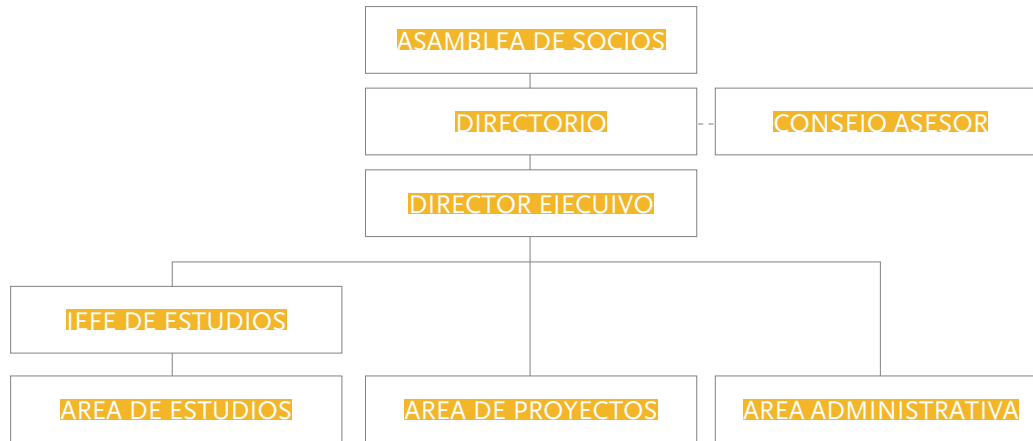 ASAMBLEA DE SOCIOS
DIRECTORIO
CONSEJO ASESOR
DIRECTOR EJECUIVO
JEFE DE ESTUDIOS
AREA DE ESTUDIOS
AREA DE PROYECTOS
AREA ADMINISTRATIVA